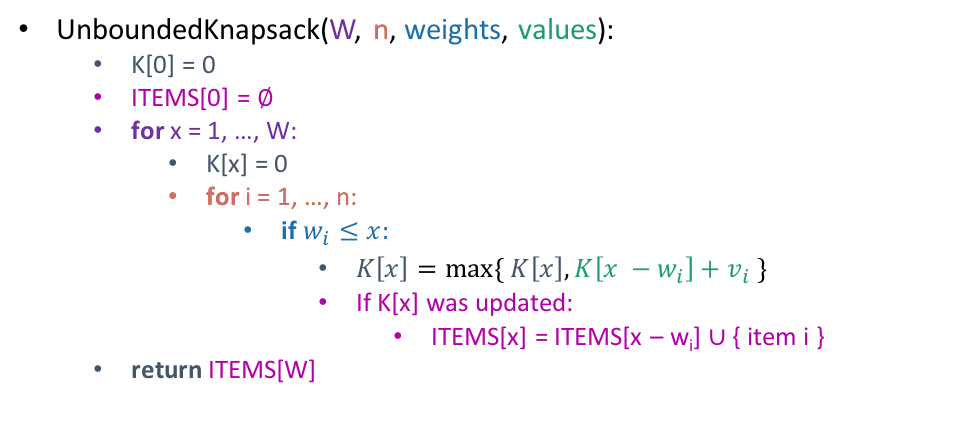 • UnboundedKnapsack(W, n, weights, values):
• K[0] = 0
• ITEMS[0] = ∅
• for x = 1, …, W:
• K[x] = 0
• for i = 1, …, n:
• if wᵢ ≤ x:
• K[x] = max{ K[x], K[x − wᵢ] + vᵢ }
• If K[x] was updated:
• ITEMS[x] = ITEMS[x – wᵢ] ∪ { item i }
• return ITEMS[W]